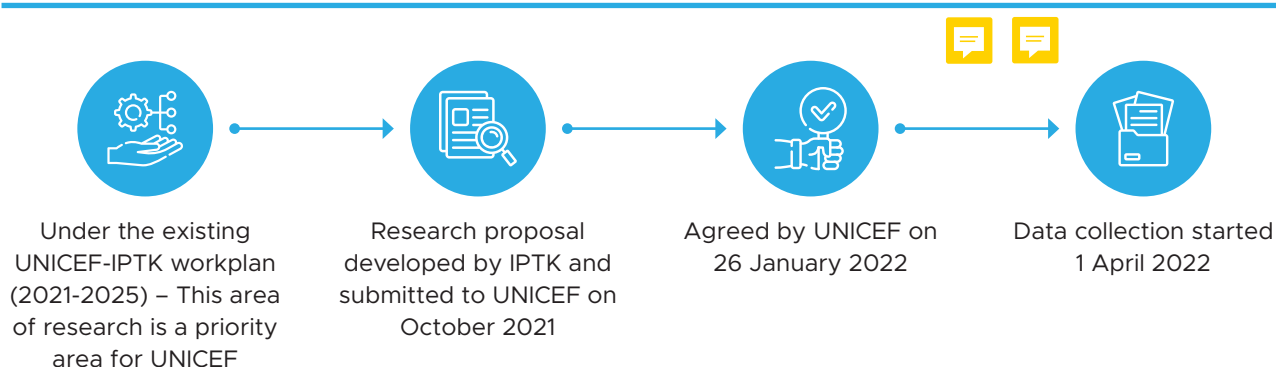 Under the existing
UNICEF-IPTK workplan
(2021-2025) – This area
of research is a priority
area for UNICEF
Research proposal
developed by IPTK and
submitted to UNICEF on
October 2021
Agreed by UNICEF on
26 January 2022
Data collection started
1 April 2022